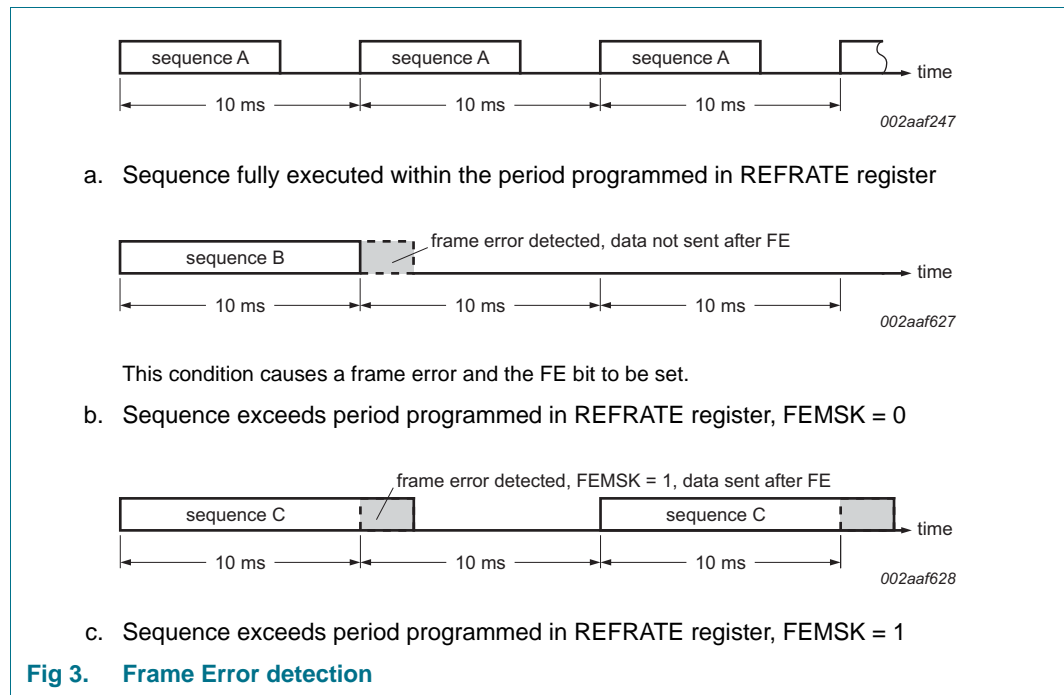 sequence A sequence A sequence A
time
10 ms 10 ms 10 ms
002aaf247
a. Sequence fully executed within the period programmed in REFRATE register
frame error detected, data not sent after FE
sequence B
time
10 ms 10 ms 10 ms
002aaf627
This condition causes a frame error and the FE bit to be set.
b. Sequence exceeds period programmed in REFRATE register, FEMSK = 0
frame error detected, FEMSK = 1, data sent after FE
sequence C sequence C
time
10 ms 10 ms 10 ms
002aaf628
c. Sequence exceeds period programmed in REFRATE register, FEMSK = 1
Fig 3. Frame Error detection